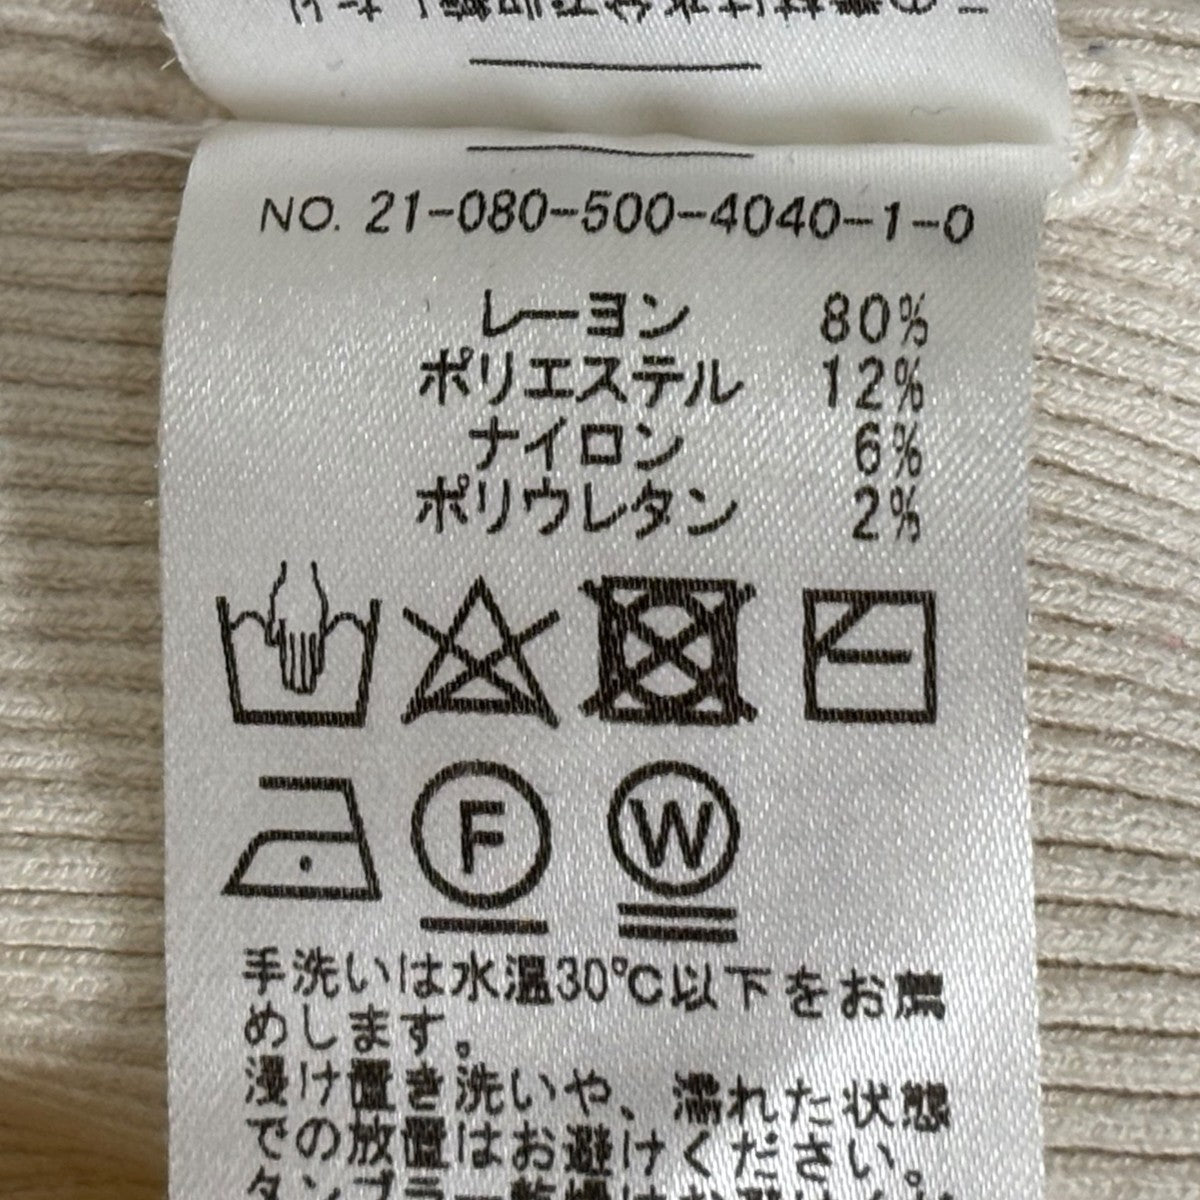 NO. 21-080-500-4040-1-0
レーヨン 80%
ポリエステル 12%
ナイロン 6%
ポリウレタン 2%
F
W
手洗いは水温30℃以下をお薦
めします。
浸け置き洗いや、濡れた状態
での放置はお避けください。